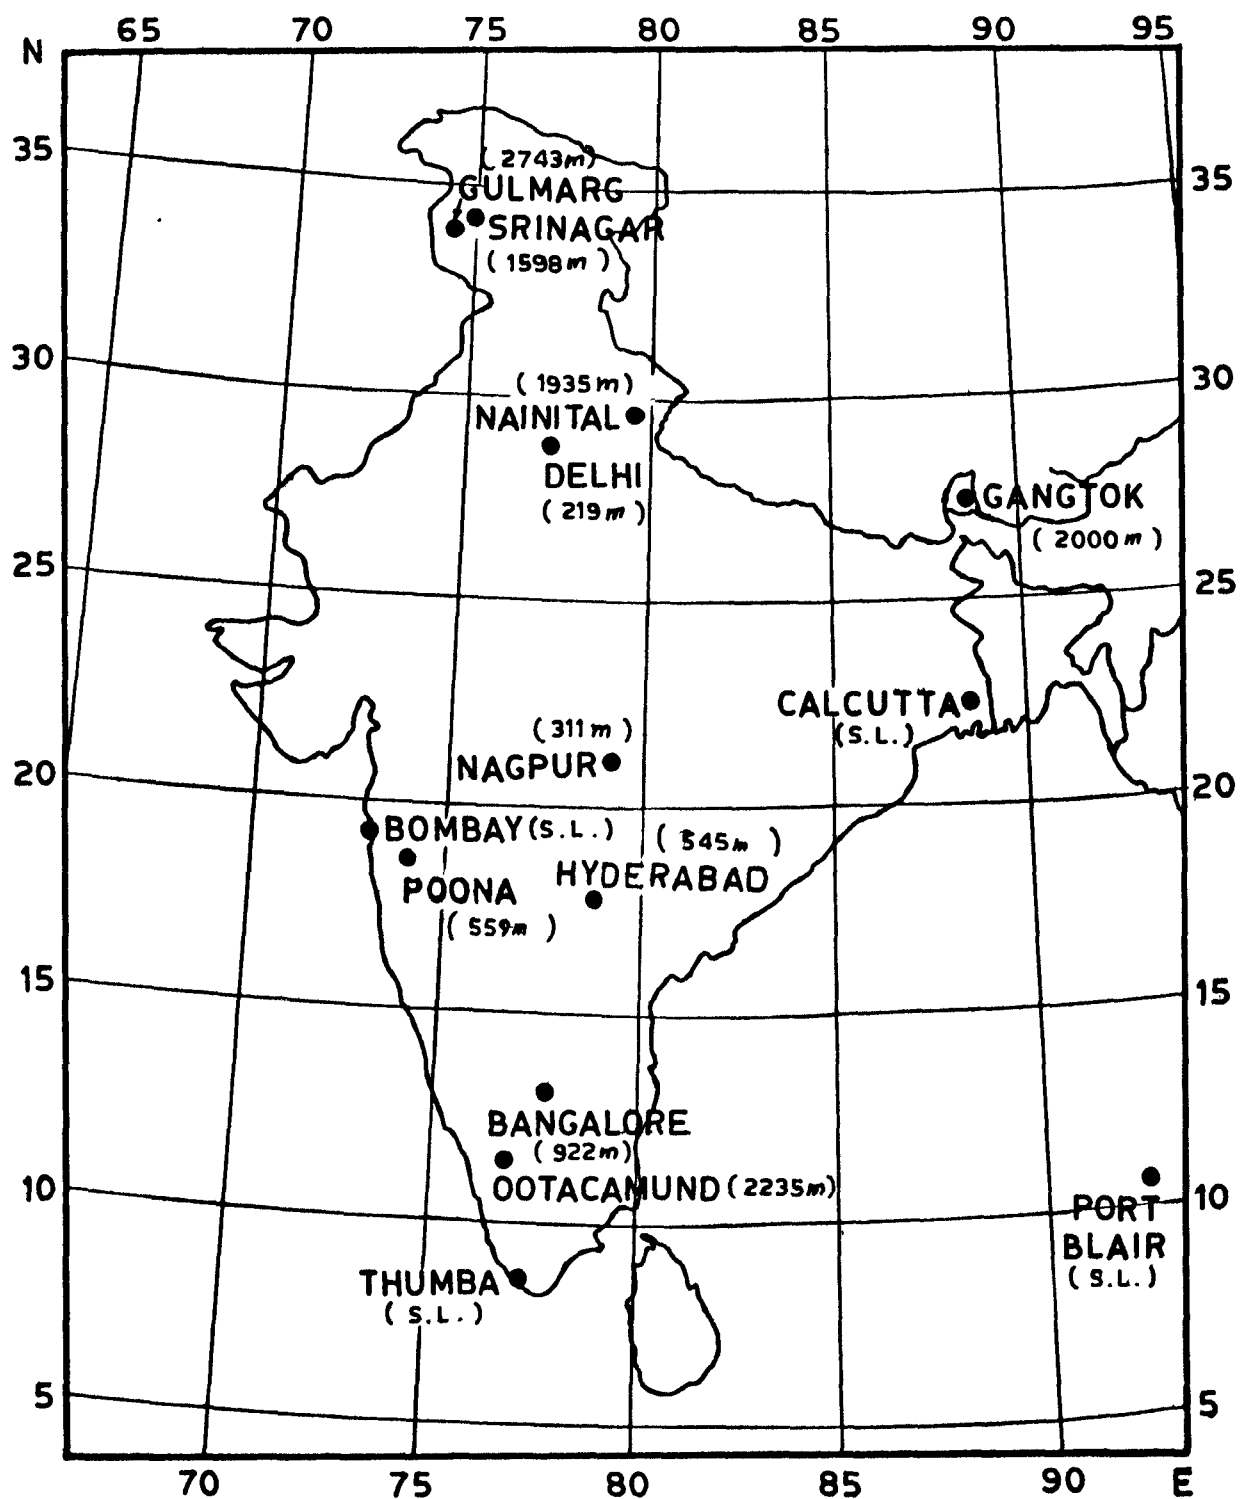 65 70 75 80 85 90 95
N
35
(2743m)
GULMARG
35
SRINAGAR
(1598m)
30
30
(1935m)
NAINITAL
DELHI
(219m)
GANGTOK
(2000m)
25
25
CALCUTTA
(S.L.)
(311m)
NAGPUR
20
20
BOMBAY (S.L.)
(545m)
HYDERABAD
POONA
(559m)
15
15
BANGALORE
(922m)
OOTACAMUND (2235m)
10
10
PORT
BLAIR
(S.L.)
THUMBA
(S.L.)
5
5
70 75 80 85 90 E